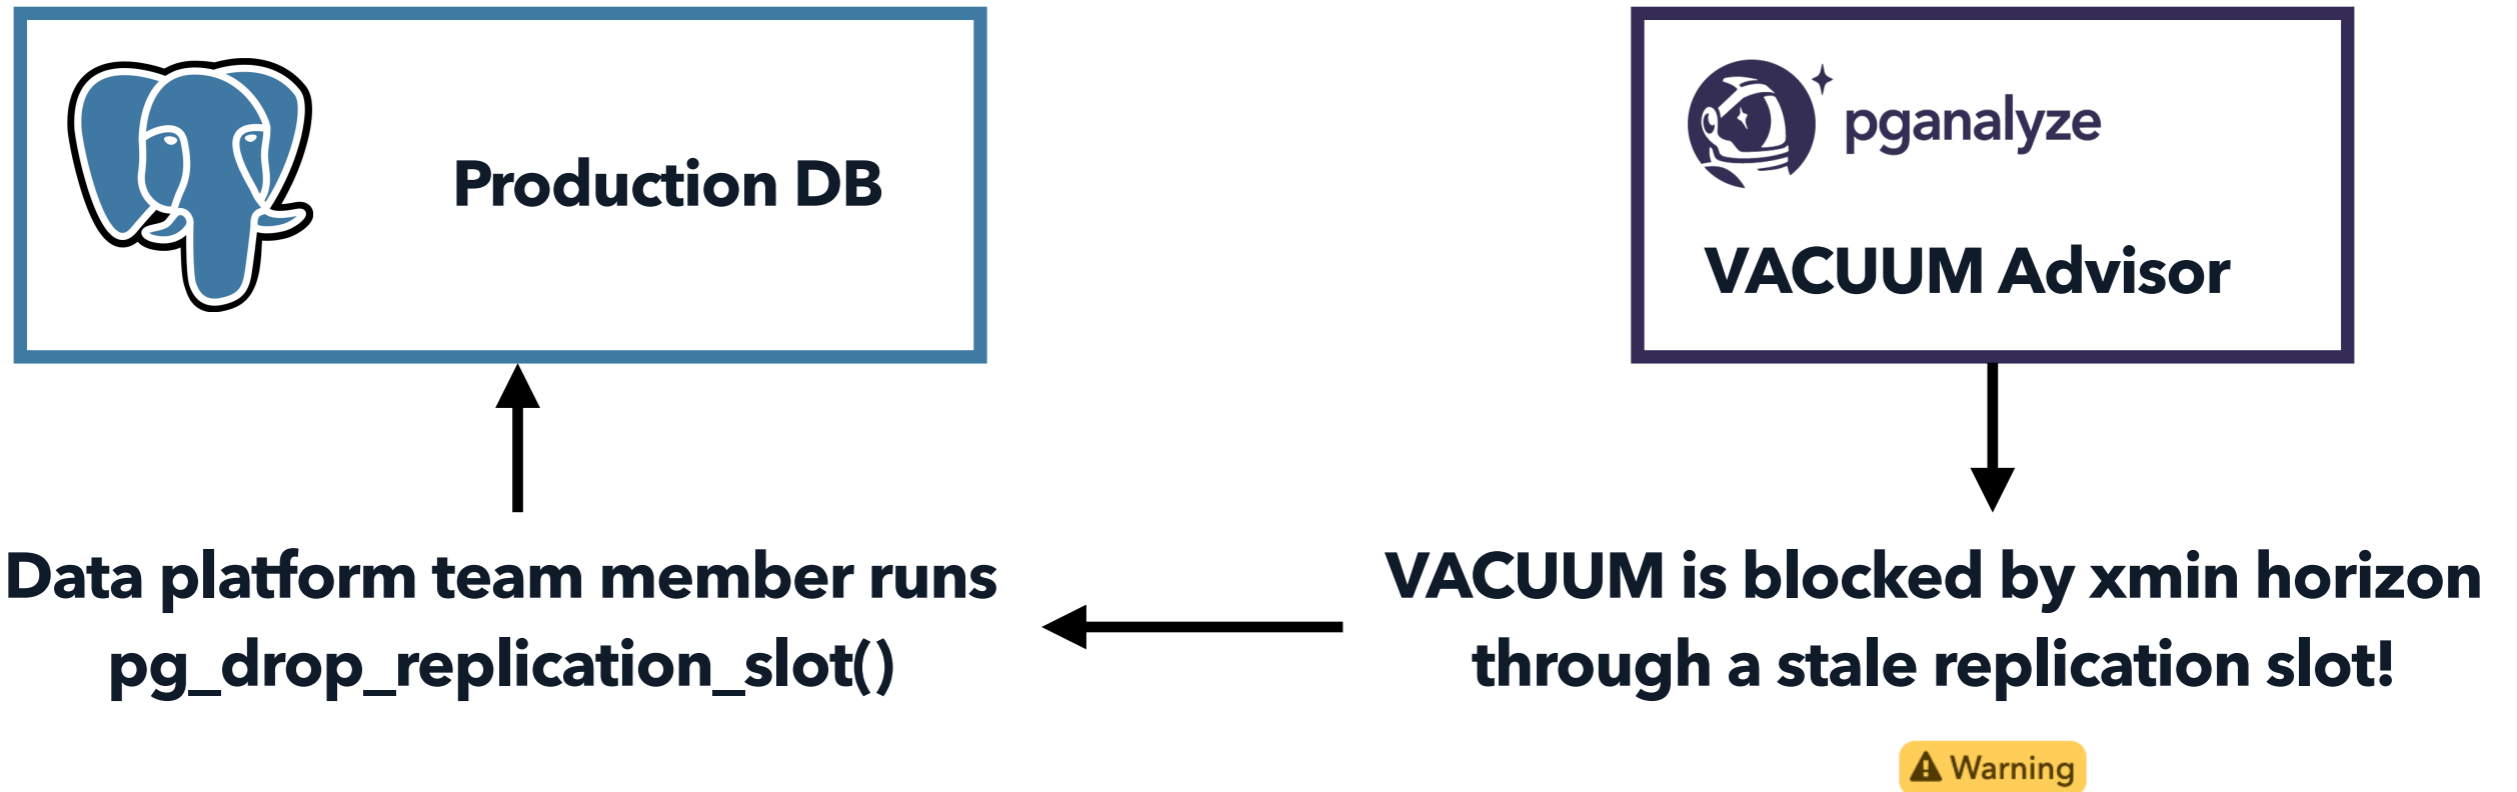 Production DB
pganalyze
VACUUM Advisor
Data platform team member runs
pg_drop_replication_slot()
VACUUM is blocked by xmin horizon
through a stale replication slot!
Warning